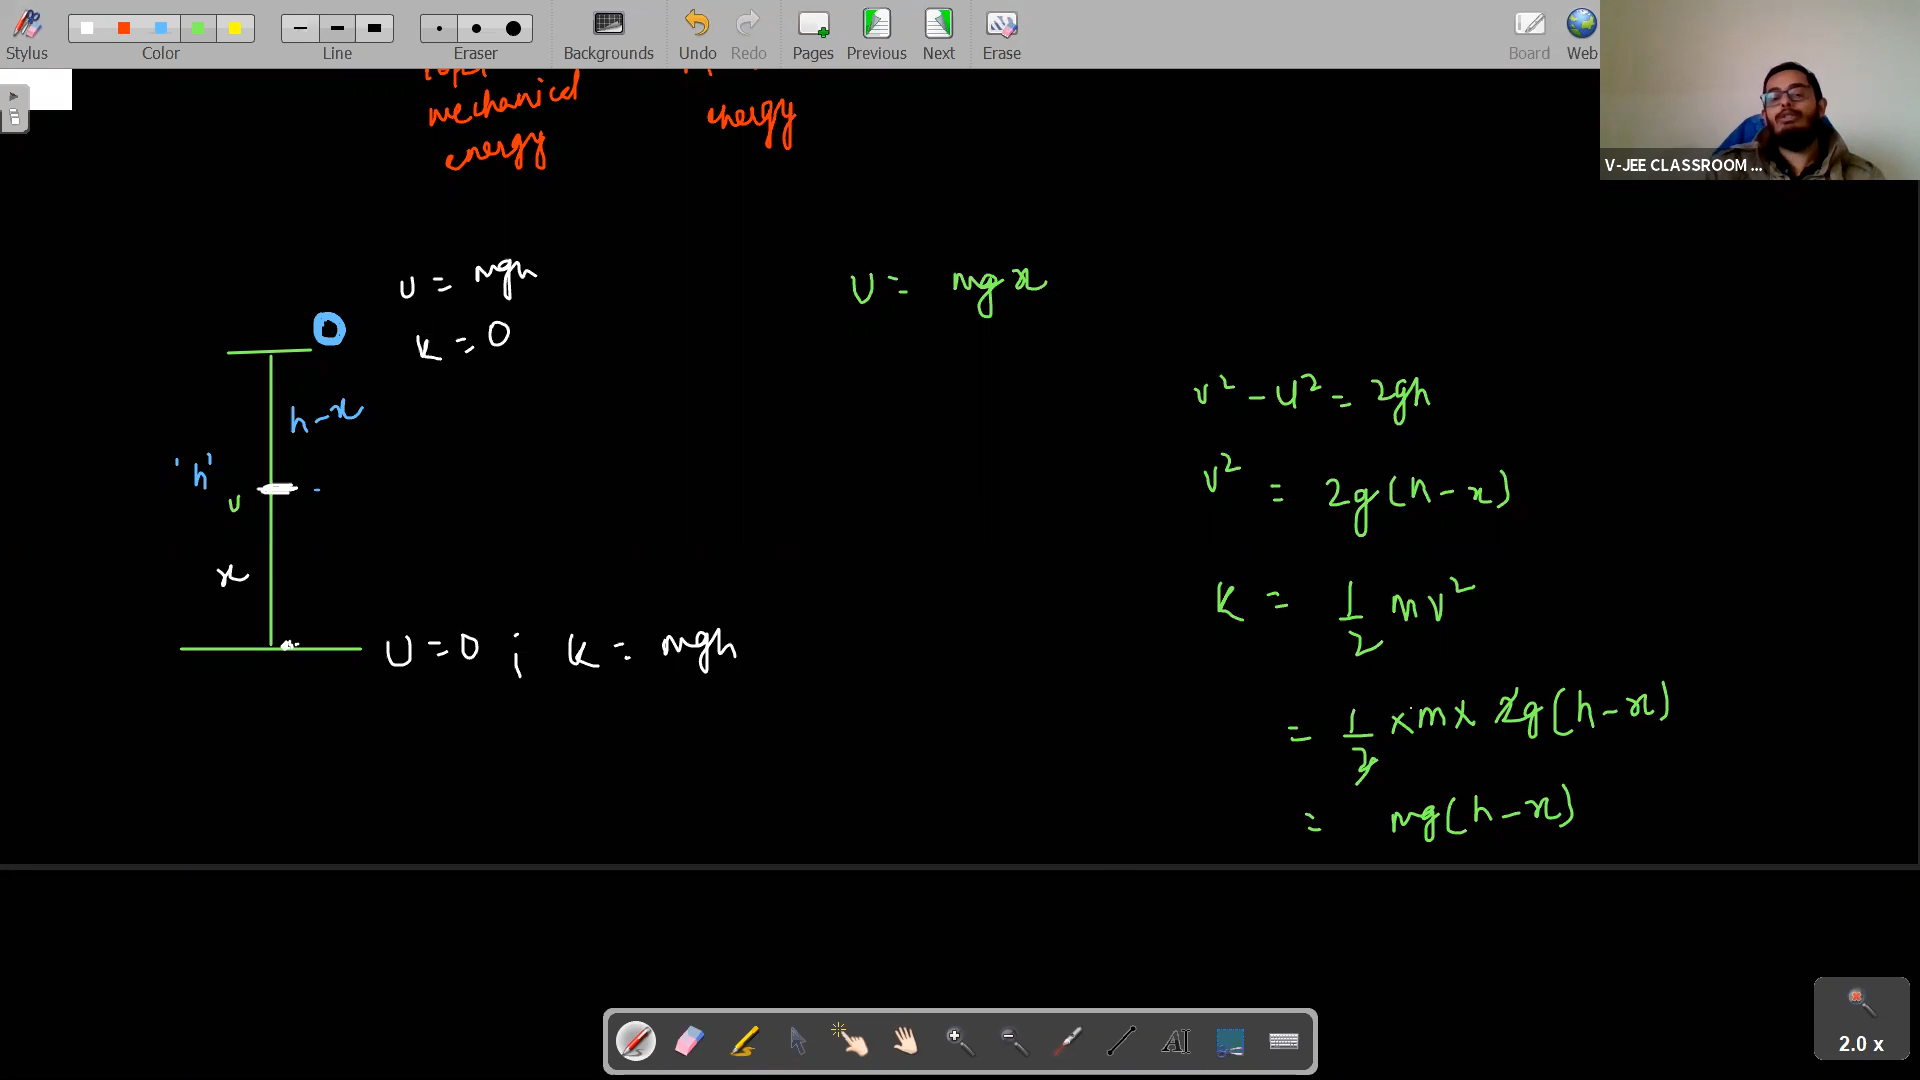 Stylus
Color
Line
Eraser
Backgrounds
Undo
Redo
Pages
Previous
Next
Erase
Board
Web
V-JEE CLASSROOM ...
mechanical
energy
energy
U = mgh
K = 0
U = mgx
h-x
'h'
v
x
U = 0 ; K = mgh
v² - u² = 2gh
v² = 2g(h-x)
K = 1/2 mv²
= 1/2 x m x 2g(h-x)
= mg(h-x)
AI
2.0 x